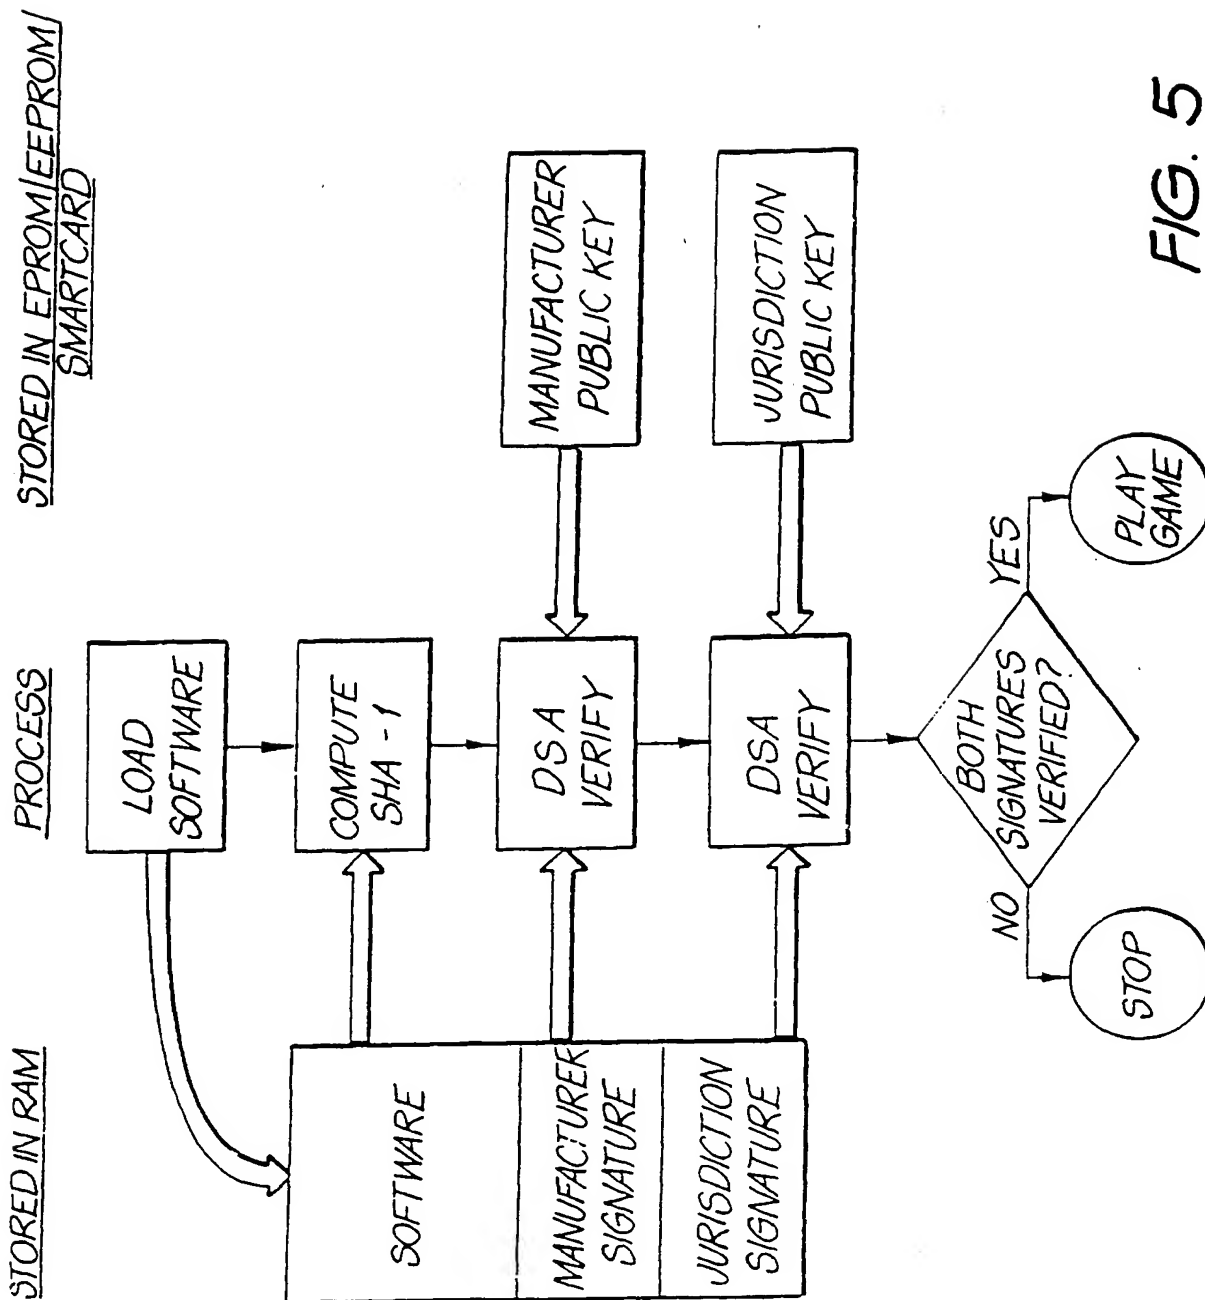 STORED IN RAM
PROCESS
STORED IN EPROM/EEPROM/
SMARTCARD
LOAD
SOFTWARE
SOFTWARE
COMPUTE
SHA-1
MANUFACTURER
SIGNATURE
DSA
VERIFY
MANUFACTURER
PUBLIC KEY
JURISDICTION
SIGNATURE
DSA
VERIFY
JURISDICTION
PUBLIC KEY
BOTH
SIGNATURES
VERIFIED?
NO
YES
STOP
PLAY
GAME
FIG. 5